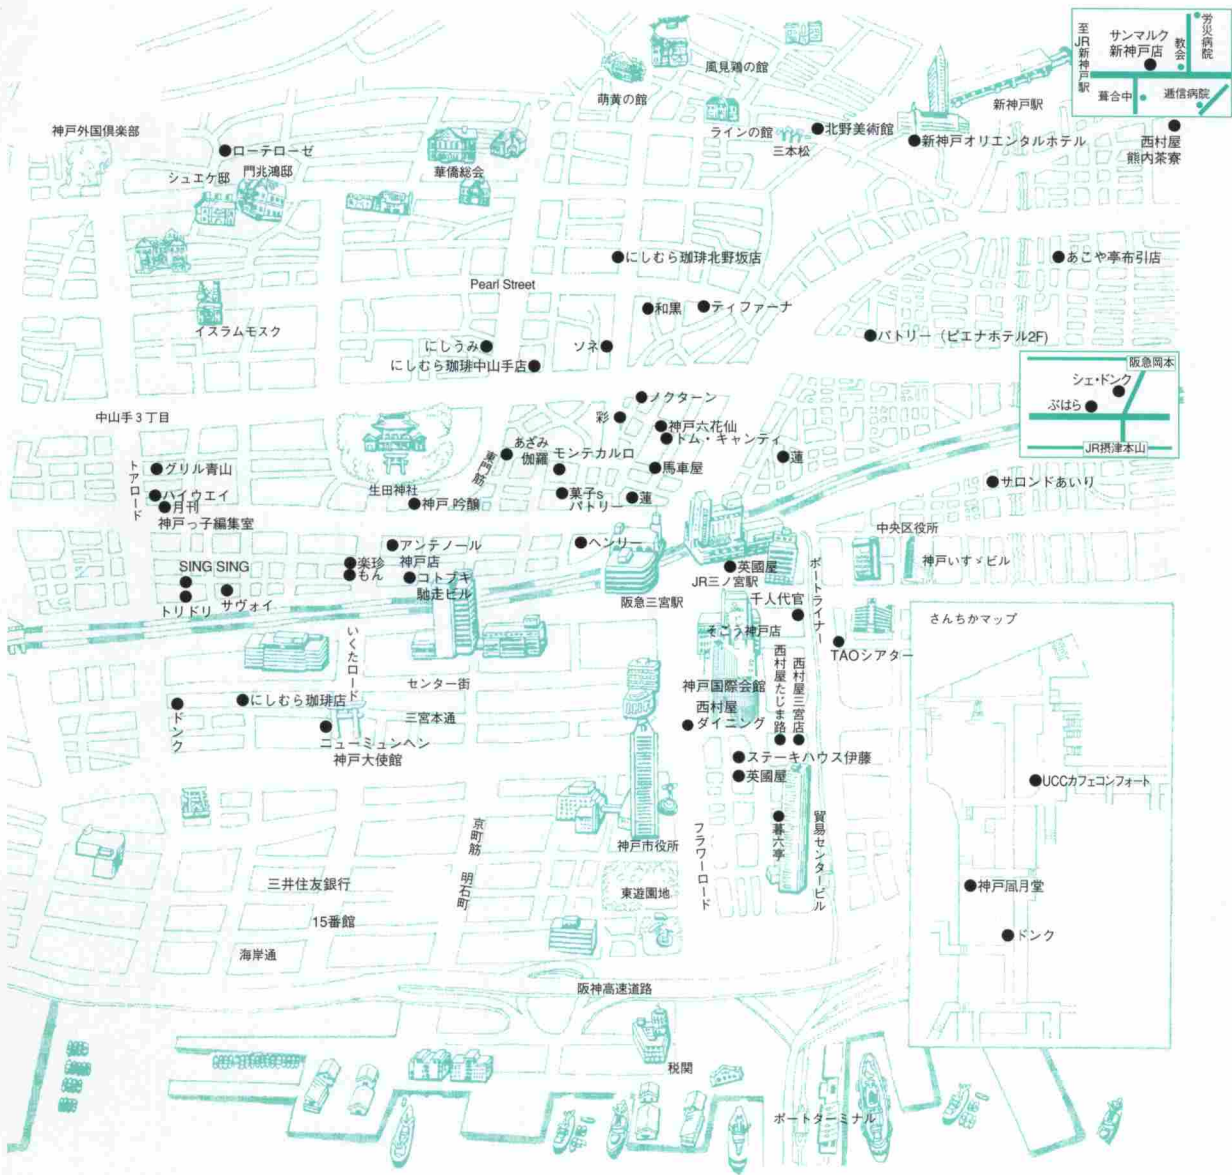 労災病院
教会
至JR新神戸駅
サンマルク
新神戸店
葺合中
逓信病院
風見鶏の館
萌黄の館
新神戸駅
神戸外国倶楽部
ローテローゼ
シュエケ邸
門兆鴻邸
華僑総会
ラインの館
三本松
北野美術館
新神戸オリエンタルホテル
西村屋
熊内茶寮
にしむら珈琲北野坂店
あこや亭布引店
Pearl Street
イスラムモスク
和黒
ティファーナ
にしうみ
ソネ
にしむら珈琲中山手店
パトリー（ピエナホテル2F)
阪急岡本
シェ・ドンク
ぶはら
JR摂津本山
中山手3丁目
ノクターン
彩
神戸六花仙
ドム・キャンティ
トアロード
グリル青山
ハイウエイ
月刊
神戸っ子編集室
生田神社
東門筋
あざみ
伽羅
モンテカルロ
馬車屋
蓮
菓子s
パトリー
蓮
神戸 吟醸
サロンドあいり
アンテノール
神戸店
ヘンリー
楽珍
もん
コトブキ
馳走ビル
SING SING
トリドリ
サヴォイ
阪急三宮駅
英國屋
JR三ノ宮駅
ポートライナー
中央区役所
神戸いすゞビル
千人代官
そごう神戸店
TAOシアター
さんちかマップ
いくたロード
センター街
三宮本通
にしむら珈琲店
ドンク
ニューミュンヘン
神戸大使館
神戸国際会館
西村屋
ダイニング
西村屋たじま路
西村屋三宮店
ステーキハウス伊藤
英國屋
UCCカフェコンフォート
京町筋
明石町
神戸市役所
フラワーロード
暮六亭
貿易センタービル
三井住友銀行
15番館
海岸通
東遊園地
神戸凮月堂
ドンク
阪神高速道路
税関
ポートターミナル